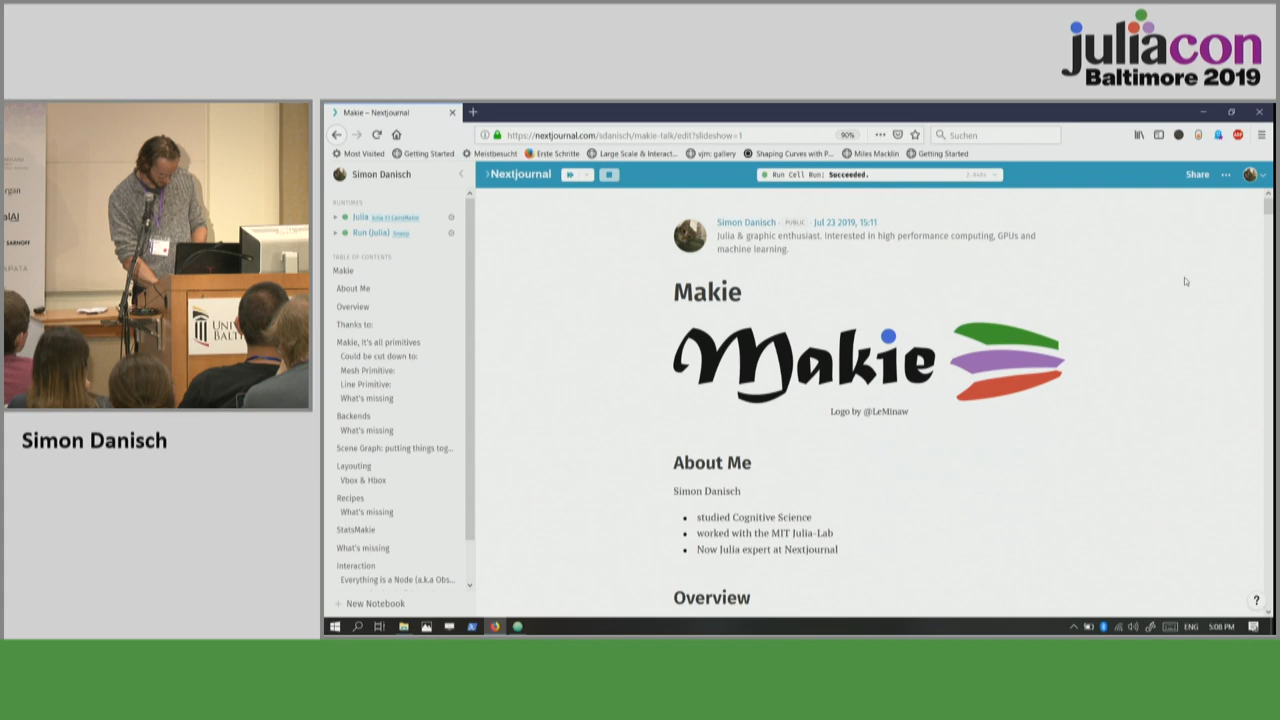 juliacon
Baltimore 2019
Makie – Nextjournal
https://nextjournal.com/sdanisch/makie-talk/edit?slideshow=1
90%
Suchen
Most Visited
Getting Started
Meistbesucht
Erste Schritte
Large Scale & Interact...
vjm: gallery
Shaping Curves with P...
Miles Macklin
Getting Started
Simon Danisch
Nextjournal
Run Cell Run: Succeeded.
Share
RUNTIMES
Julia
Run (Julia)
TABLE OF CONTENTS
Makie
About Me
Overview
Thanks to:
Makie, it's all primitives
Could be cut down to:
Mesh Primitive:
Line Primitive:
What's missing
Backends
What's missing
Scene Graph: putting things tog...
Layouting
Vbox & Hbox
Recipes
What's missing
StatsMakie
What's missing
Interaction
Everything is a Node (a.k.a Obs...
+ New Notebook
Simon Danisch · PUBLIC · Jul 23 2019, 15:11
Julia & graphic enthusiast. Interested in high performance computing, GPUs and
machine learning.
Makie
Makie
Logo by @LeMinaw
About Me
Simon Danisch
• studied Cognitive Science
• worked with the MIT Julia-Lab
• Now Julia expert at Nextjournal
Overview
?
ENG
5:08 PM
SARNOFF
Simon Danisch